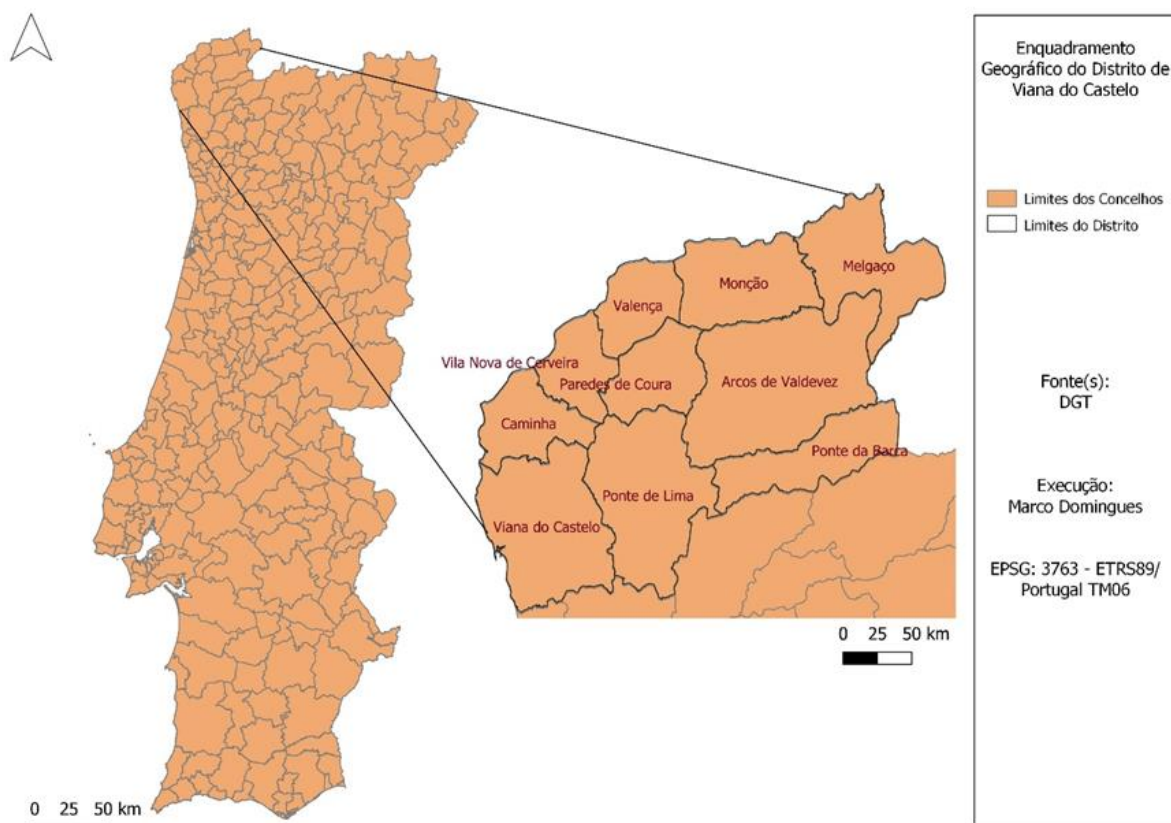 Enquadramento
Geográfico do Distrito de
Viana do Castelo
Limites dos Concelhos
Limites do Distrito
Fonte(s):
DGT
Execução:
Marco Domingues
EPSG: 3763 - ETRS89/
Portugal TM06
Melgaço
Monção
Valença
Vila Nova de Cerveira
Paredes de Coura
Arcos de Valdevez
Caminha
Ponte da Barca
Ponte de Lima
Viana do Castelo
0 25 50 km
0 25 50 km